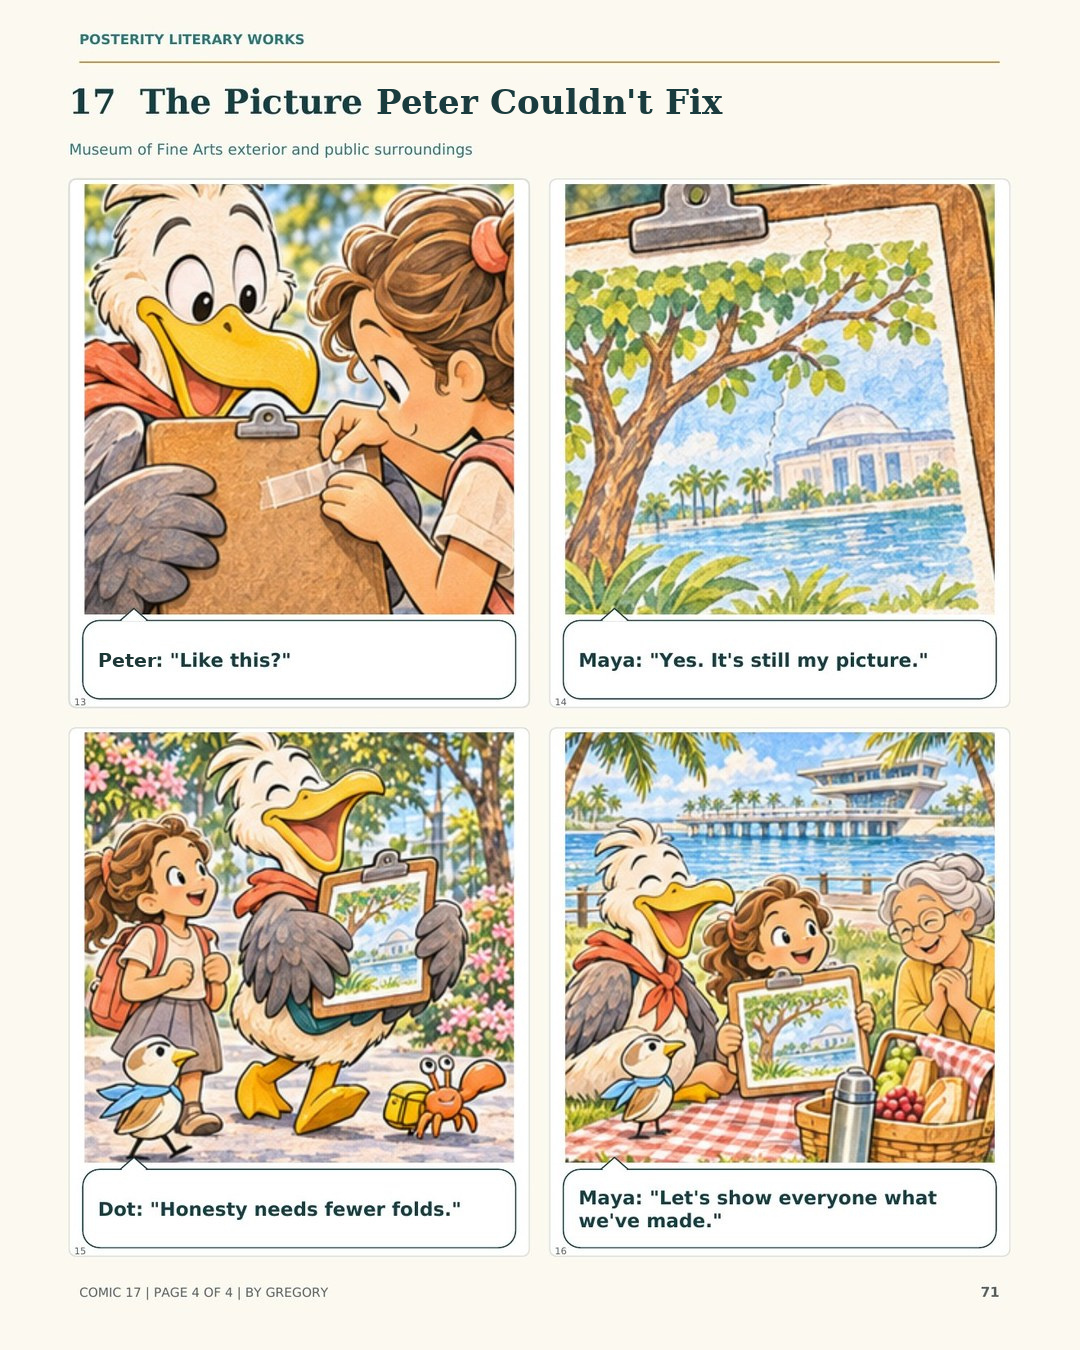 POSTERITY LITERARY WORKS
17 The Picture Peter Couldn't Fix
Museum of Fine Arts exterior and public surroundings
Peter: "Like this?"
13
Maya: "Yes. It's still my picture."
14
Dot: "Honesty needs fewer folds."
15
Maya: "Let's show everyone what
we've made."
16
COMIC 17 | PAGE 4 OF 4 | BY GREGORY
71